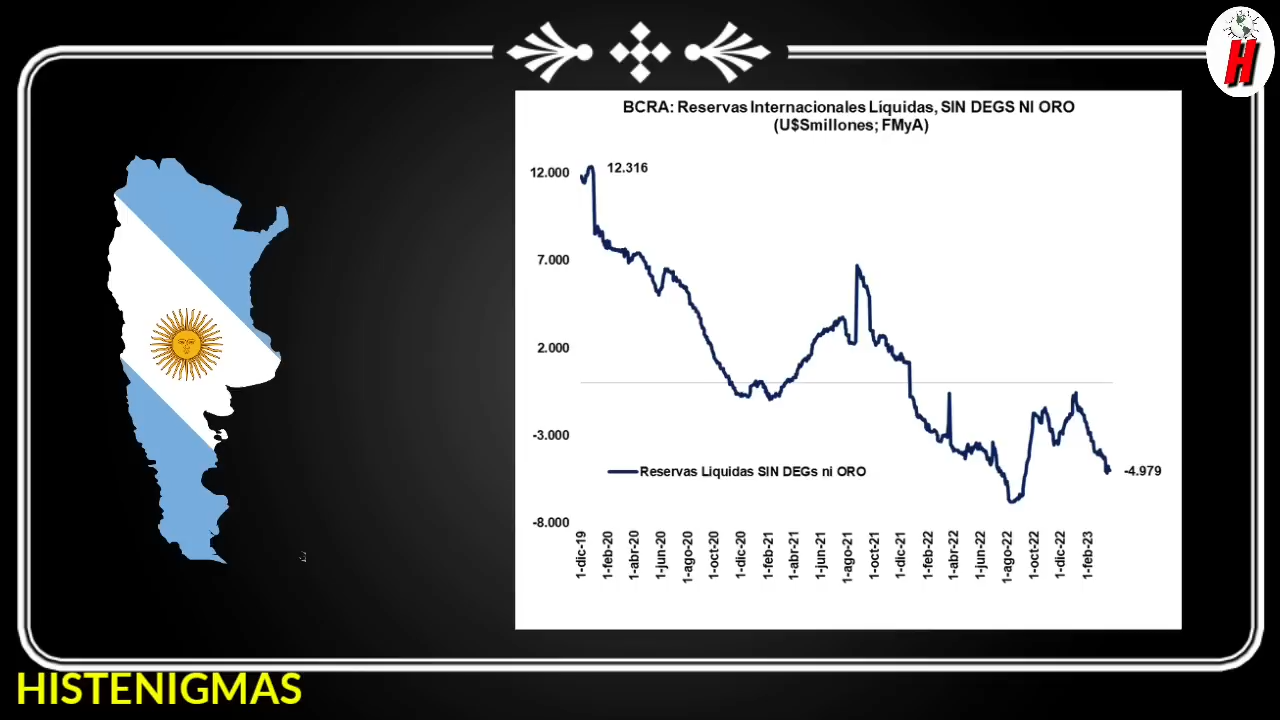 H
BCRA: Reservas Internacionales Líquidas, SIN DEGS NI ORO
(U$Smillones; FMyA)
12.000
12.316
7.000
2.000
-3.000
-8.000
Reservas Líquidas SIN DEGs ni ORO
-4.979
1-dic-19
1-feb-20
1-abr-20
1-jun-20
1-ago-20
1-oct-20
1-dic-20
1-feb-21
1-abr-21
1-jun-21
1-ago-21
1-oct-21
1-dic-21
1-feb-22
1-abr-22
1-jun-22
1-ago-22
1-oct-22
1-dic-22
1-feb-23
HISTENIGMAS